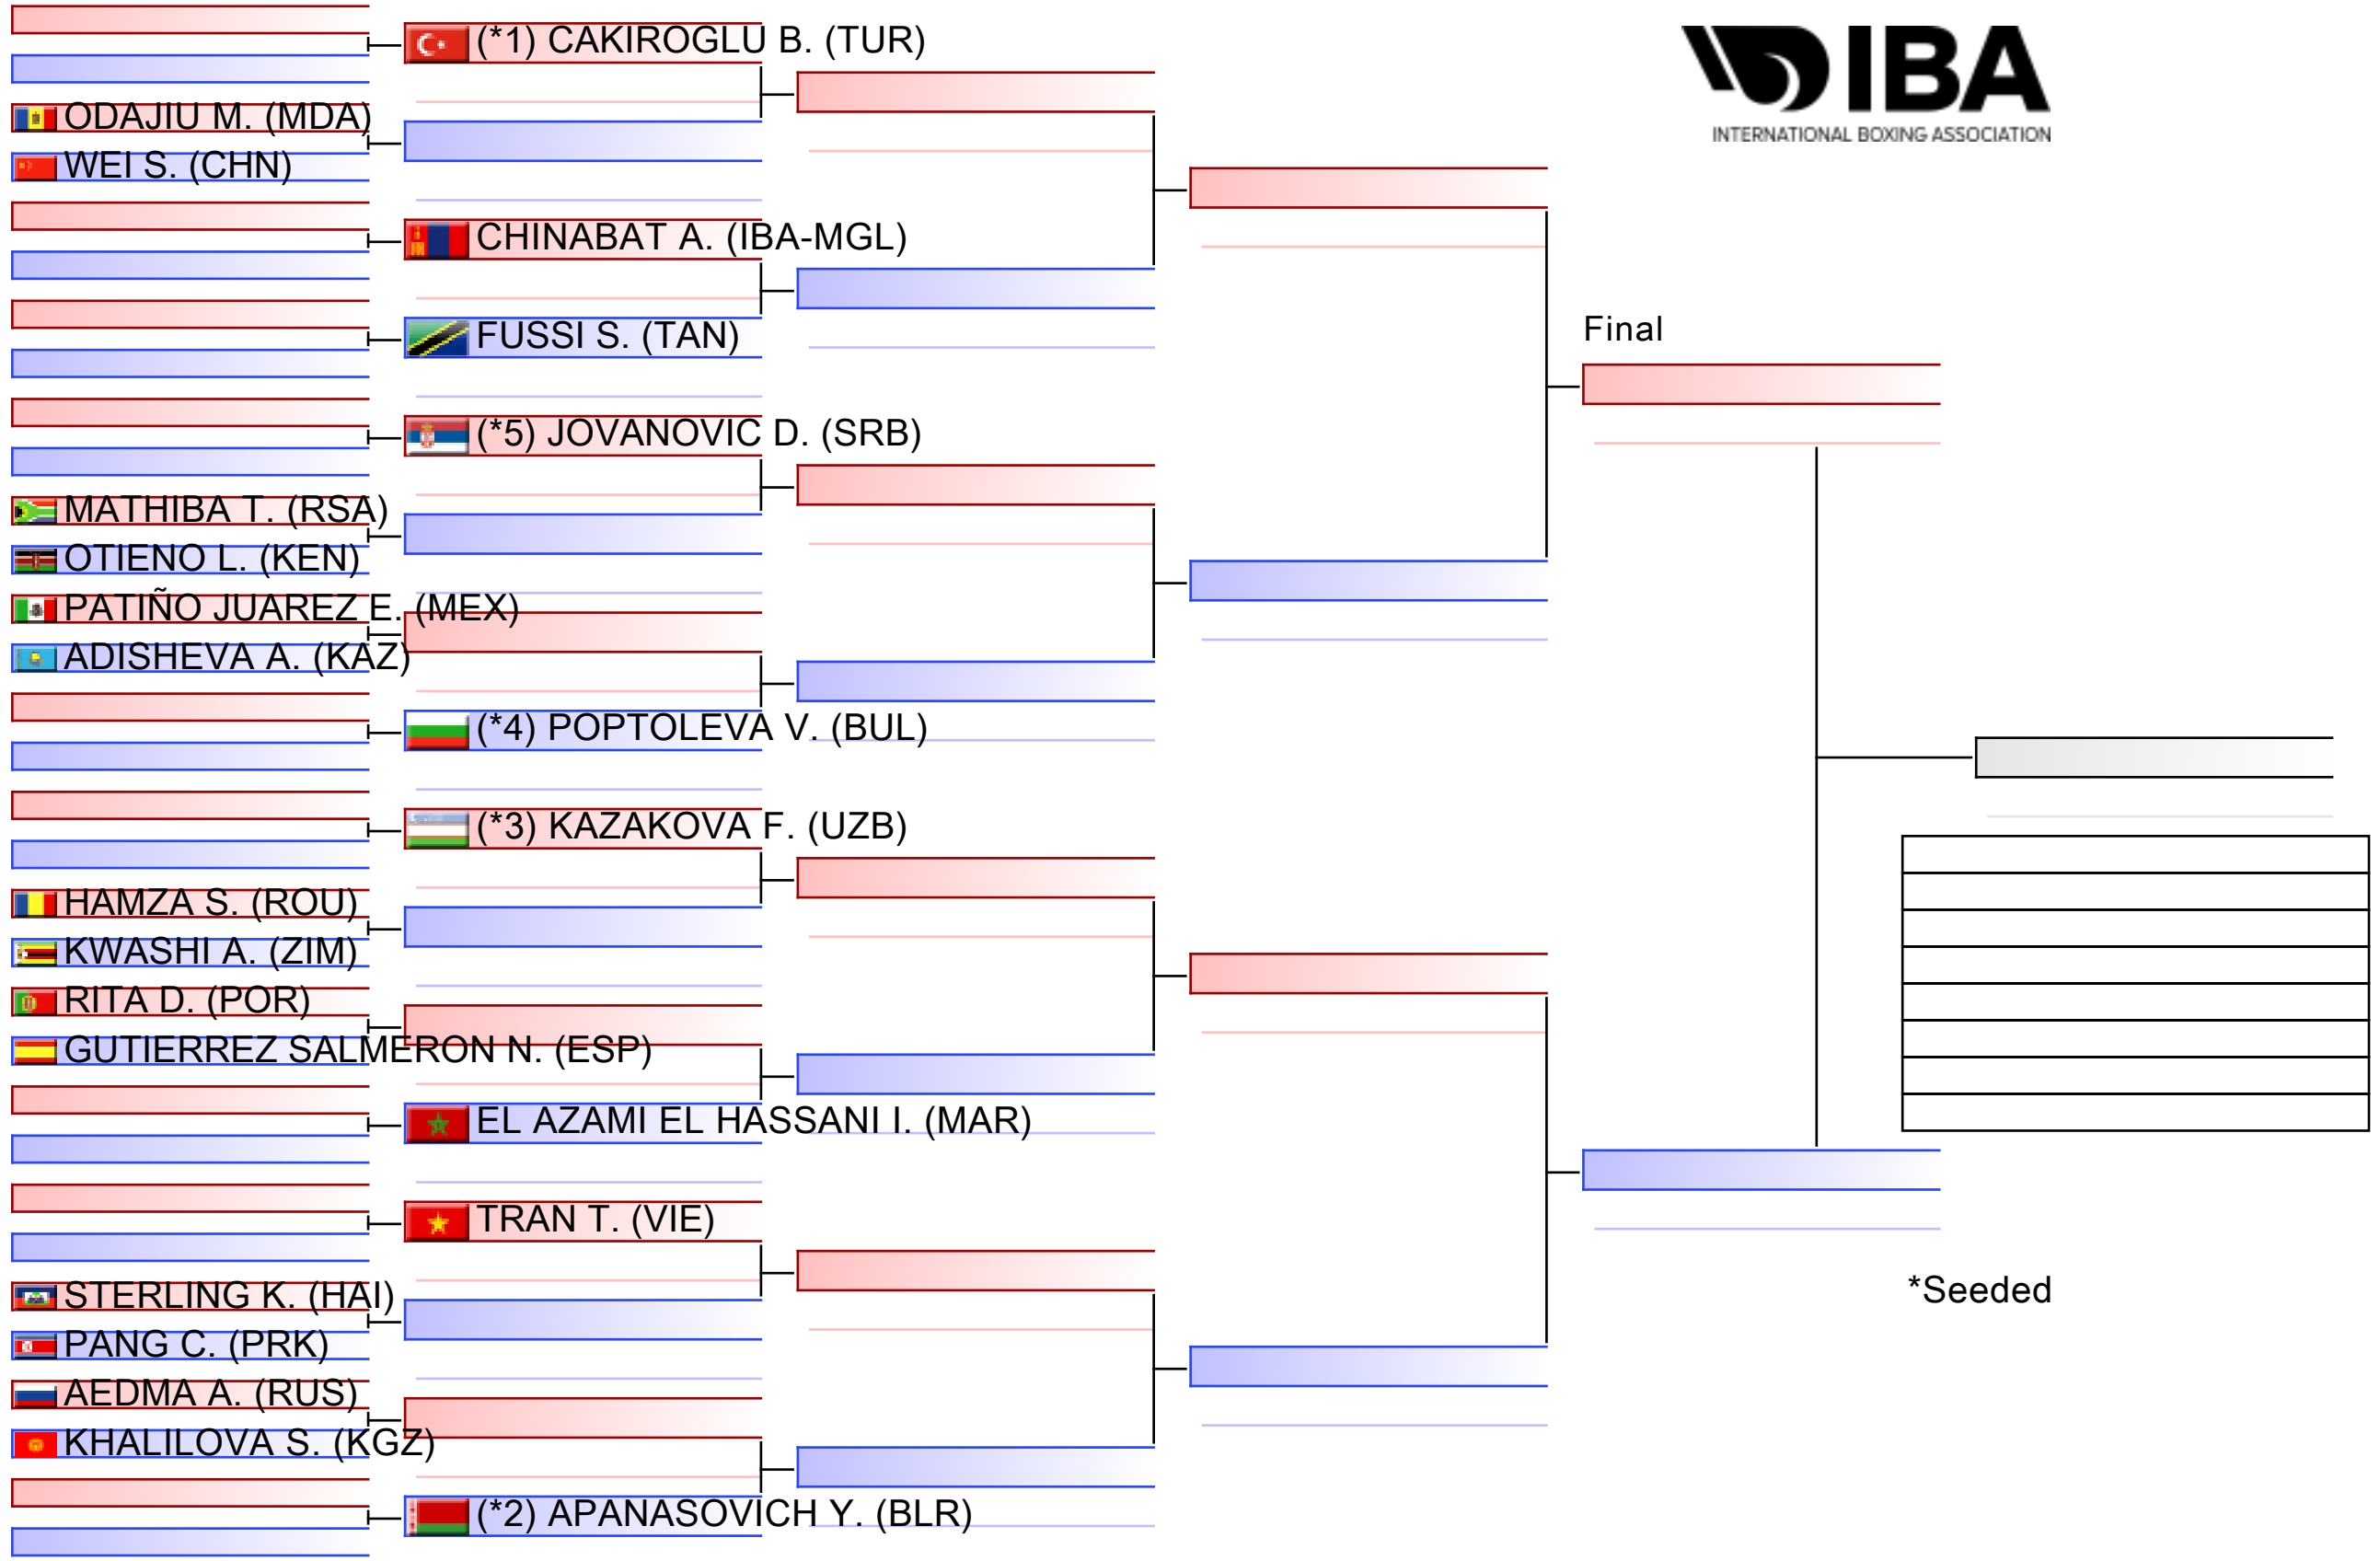 (*1) CAKIROGLU B. (TUR)
IBA
INTERNATIONAL BOXING ASSOCIATION
ODAJIU M. (MDA)
WEI S. (CHN)
CHINABAT A. (IBA-MGL)
FUSSI S. (TAN)
Final
(*5) JOVANOVIC D. (SRB)
MATHIBA T. (RSA)
OTIENO L. (KEN)
PATIÑO JUAREZ E. (MEX)
ADISHEVA A. (KAZ)
(*4) POPTOLEVA V. (BUL)
(*3) KAZAKOVA F. (UZB)
HAMZA S. (ROU)
KWASHI A. (ZIM)
RITA D. (POR)
GUTIERREZ SALMERON N. (ESP)
EL AZAMI EL HASSANI I. (MAR)
TRAN T. (VIE)
STERLING K. (HAI)
*Seeded
PANG C. (PRK)
AEDMA A. (RUS)
KHALILOVA S. (KGZ)
(*2) APANASOVICH Y. (BLR)